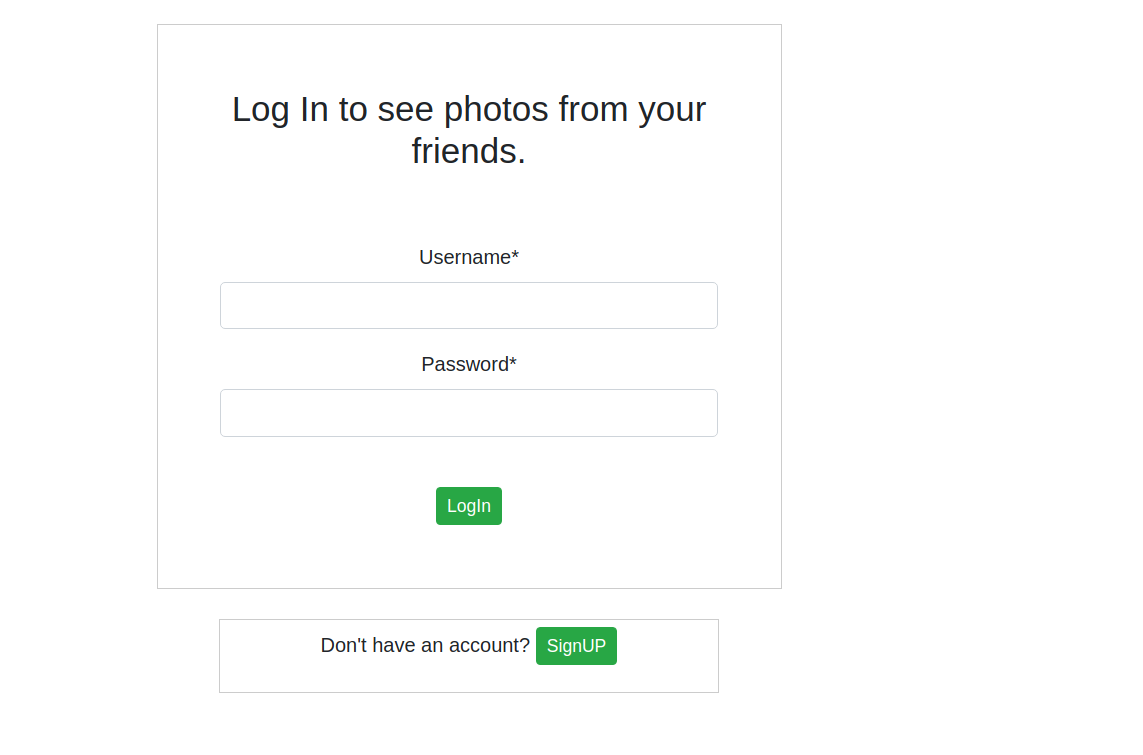 Log In to see photos from your
friends.
Username*
Password*
LogIn
Don't have an account? SignUP